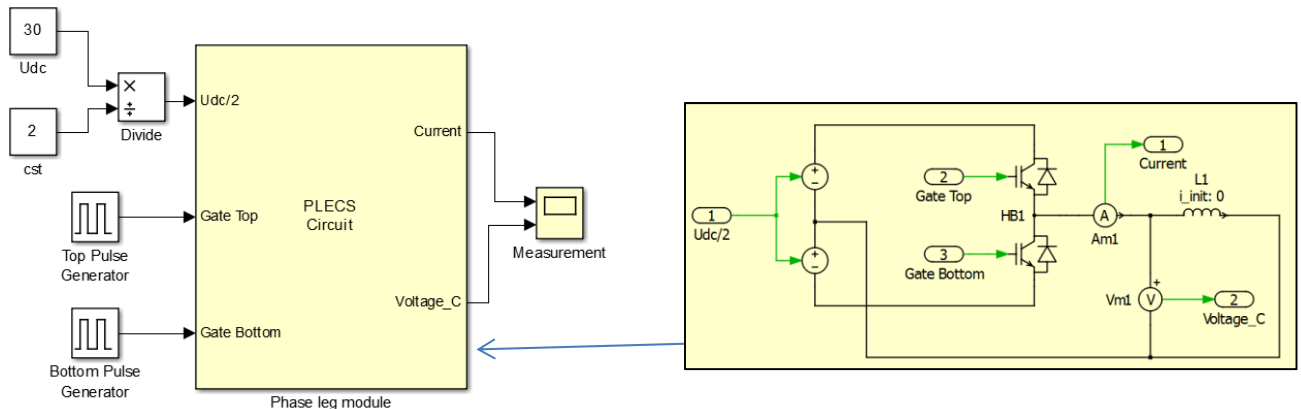 30
Udc
2
cst
×
÷
Divide
Udc/2
Gate Top
Gate Bottom
PLECS
Circuit
Current
Voltage_C
Phase leg module
Top Pulse
Generator
Bottom Pulse
Generator
Measurement
1
Udc/2
+
−
+
−
2
Gate Top
3
Gate Bottom
HB1
A
Am1
1
Current
L1
i_init: 0
+
V
Vm1
2
Voltage_C